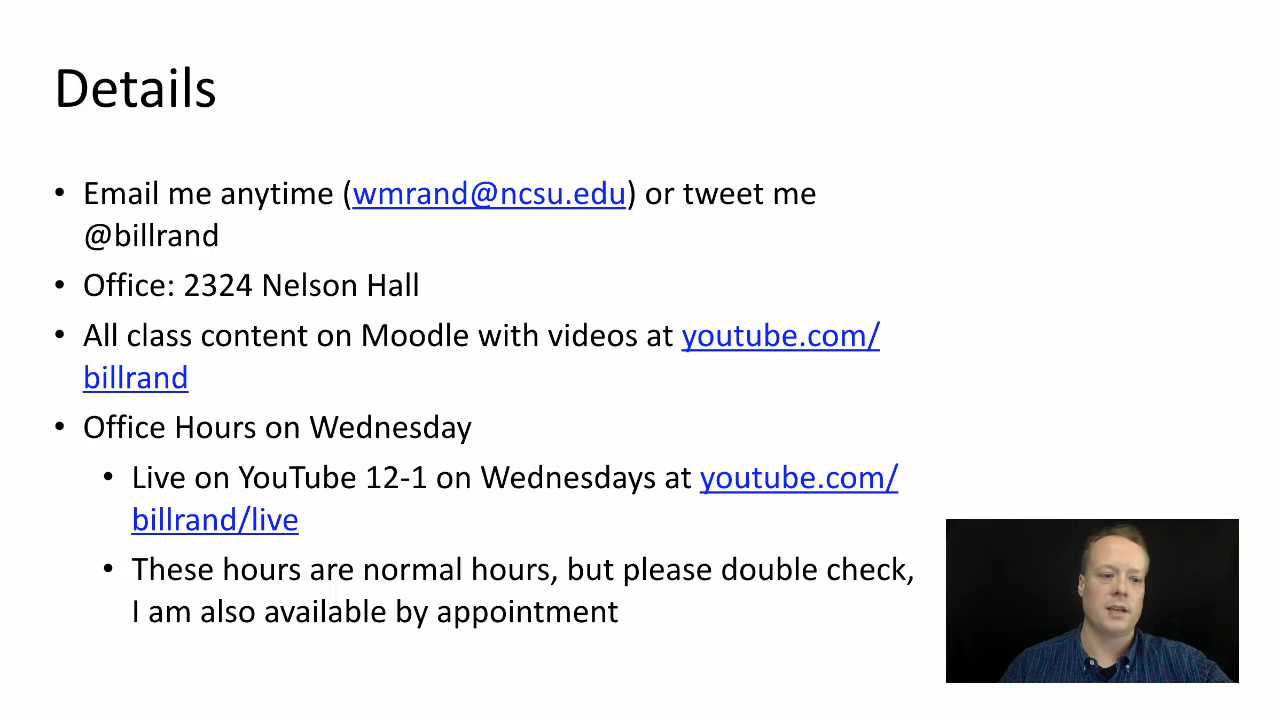 Details
• Email me anytime (wmrand@ncsu.edu) or tweet me
@billrand
• Office: 2324 Nelson Hall
• All class content on Moodle with videos at youtube.com/
billrand
• Office Hours on Wednesday
• Live on YouTube 12-1 on Wednesdays at youtube.com/
billrand/live
• These hours are normal hours, but please double check,
I am also available by appointment